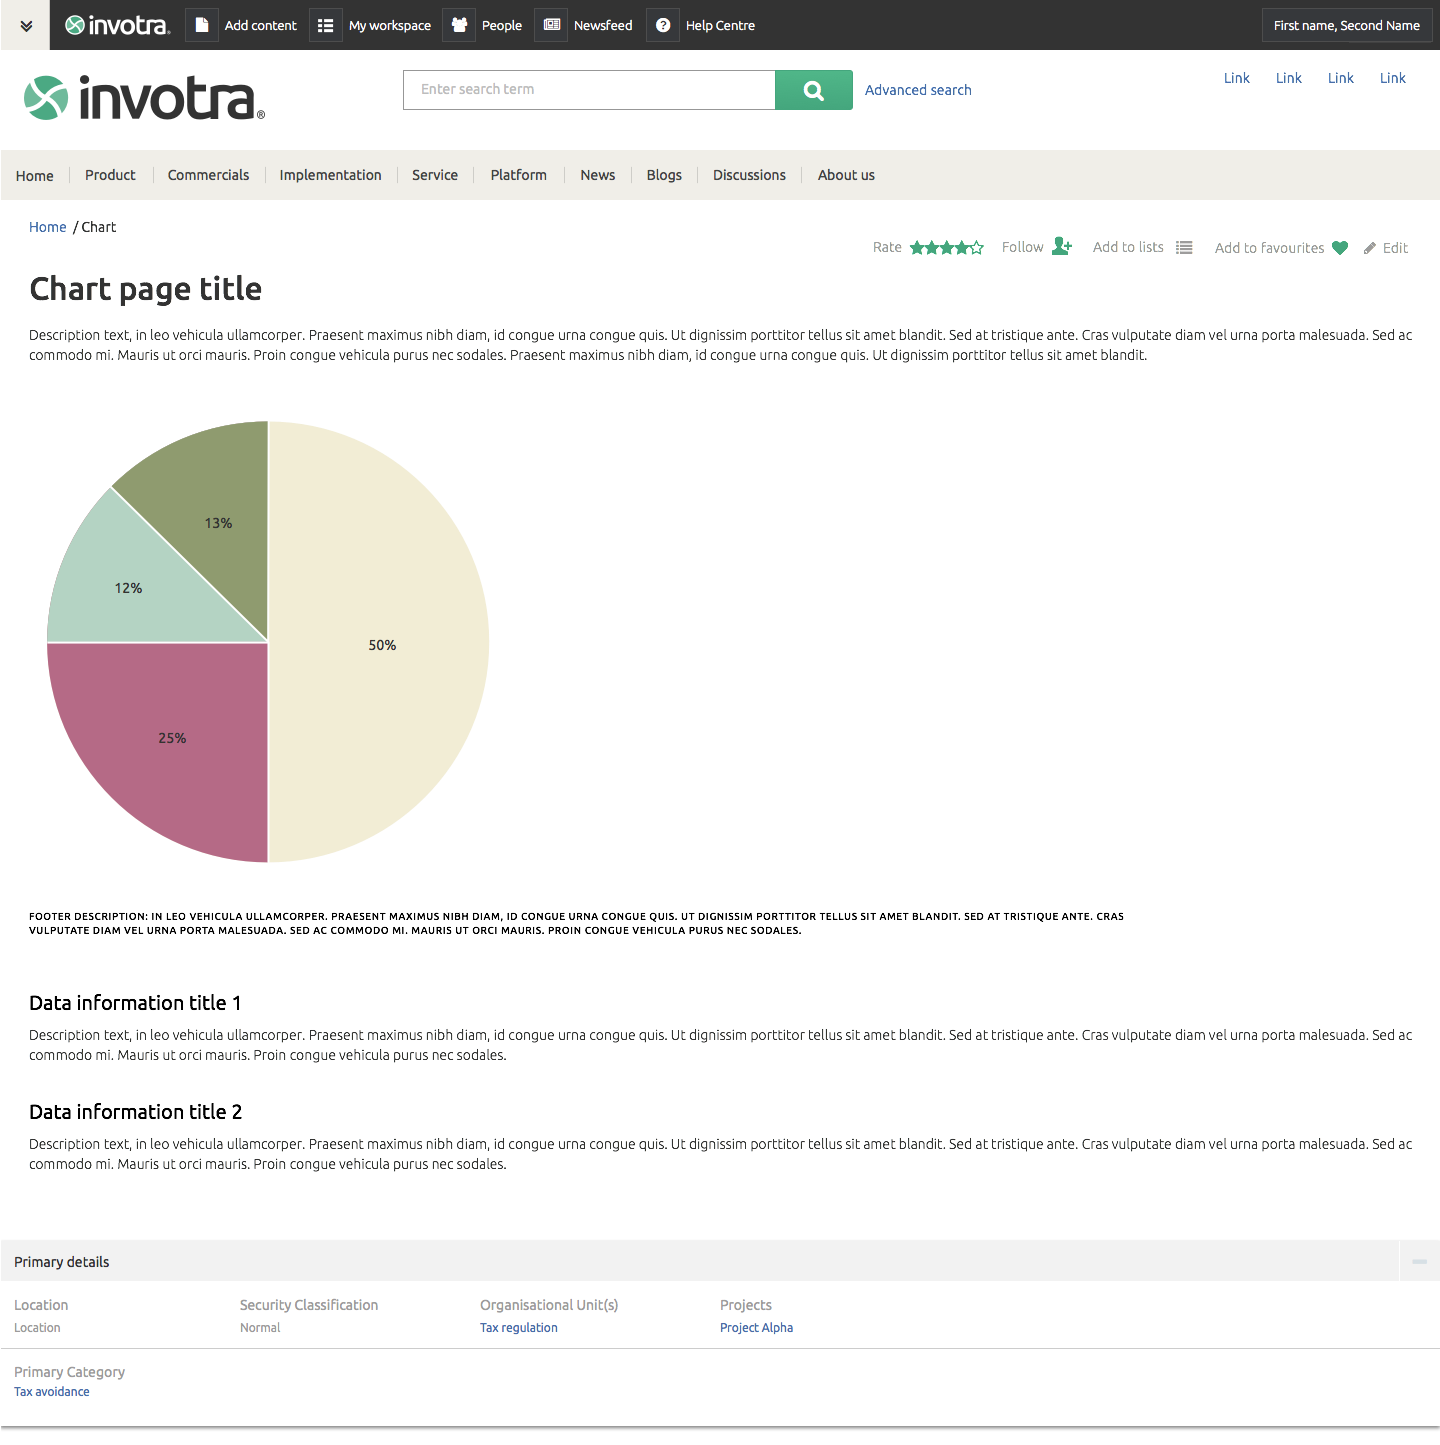 invotra® Add content My workspace People Newsfeed Help Centre First name, Second Name
invotra® Enter search term Advanced search Link Link Link Link
Home Product Commercials Implementation Service Platform News Blogs Discussions About us
Home / Chart
Rate Follow Add to lists Add to favourites Edit
Chart page title
Description text, in leo vehicula ullamcorper. Praesent maximus nibh diam, id congue urna congue quis. Ut dignissim porttitor tellus sit amet blandit. Sed at tristique ante. Cras vulputate diam vel urna porta malesuada. Sed ac
commodo mi. Mauris ut orci mauris. Proin congue vehicula purus nec sodales. Praesent maximus nibh diam, id congue urna congue quis. Ut dignissim porttitor tellus sit amet blandit.
13%
12%
50%
25%
FOOTER DESCRIPTION: IN LEO VEHICULA ULLAMCORPER. PRAESENT MAXIMUS NIBH DIAM, ID CONGUE URNA CONGUE QUIS. UT DIGNISSIM PORTTITOR TELLUS SIT AMET BLANDIT. SED AT TRISTIQUE ANTE. CRAS
VULPUTATE DIAM VEL URNA PORTA MALESUADA. SED AC COMMODO MI. MAURIS UT ORCI MAURIS. PROIN CONGUE VEHICULA PURUS NEC SODALES.
Data information title 1
Description text, in leo vehicula ullamcorper. Praesent maximus nibh diam, id congue urna congue quis. Ut dignissim porttitor tellus sit amet blandit. Sed at tristique ante. Cras vulputate diam vel urna porta malesuada. Sed ac
commodo mi. Mauris ut orci mauris. Proin congue vehicula purus nec sodales.
Data information title 2
Description text, in leo vehicula ullamcorper. Praesent maximus nibh diam, id congue urna congue quis. Ut dignissim porttitor tellus sit amet blandit. Sed at tristique ante. Cras vulputate diam vel urna porta malesuada. Sed ac
commodo mi. Mauris ut orci mauris. Proin congue vehicula purus nec sodales.
Primary details
Location Security Classification Organisational Unit(s) Projects
Location Normal Tax regulation Project Alpha
Primary Category
Tax avoidance